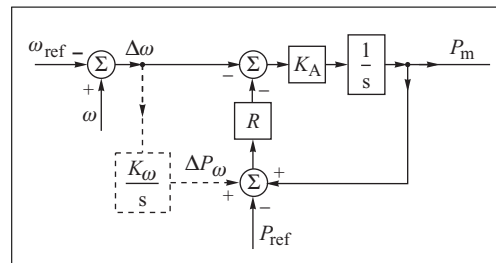 ω_ref
−
Σ
+
ω
Δω
−
Σ
−
K_A
1
s
P_m
R
K_ω
s
ΔP_ω
+
Σ
+
−
P_ref